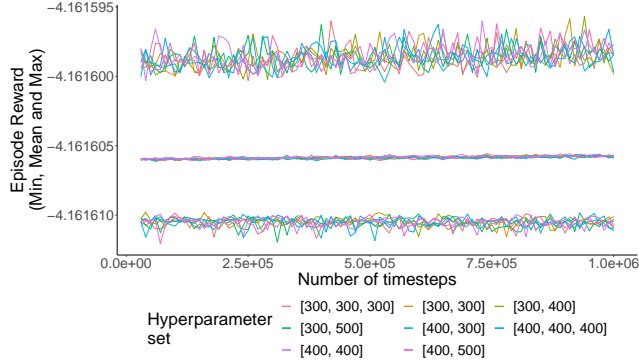 -4.161595
-4.161600
-4.161605
-4.161610
Episode Reward
(Min, Mean and Max)
0.0e+00
2.5e+05
5.0e+05
7.5e+05
1.0e+06
Number of timesteps
Hyperparameter
set
[300, 300, 300]
[300, 300]
[300, 400]
[300, 500]
[400, 300]
[400, 400, 400]
[400, 400]
[400, 500]